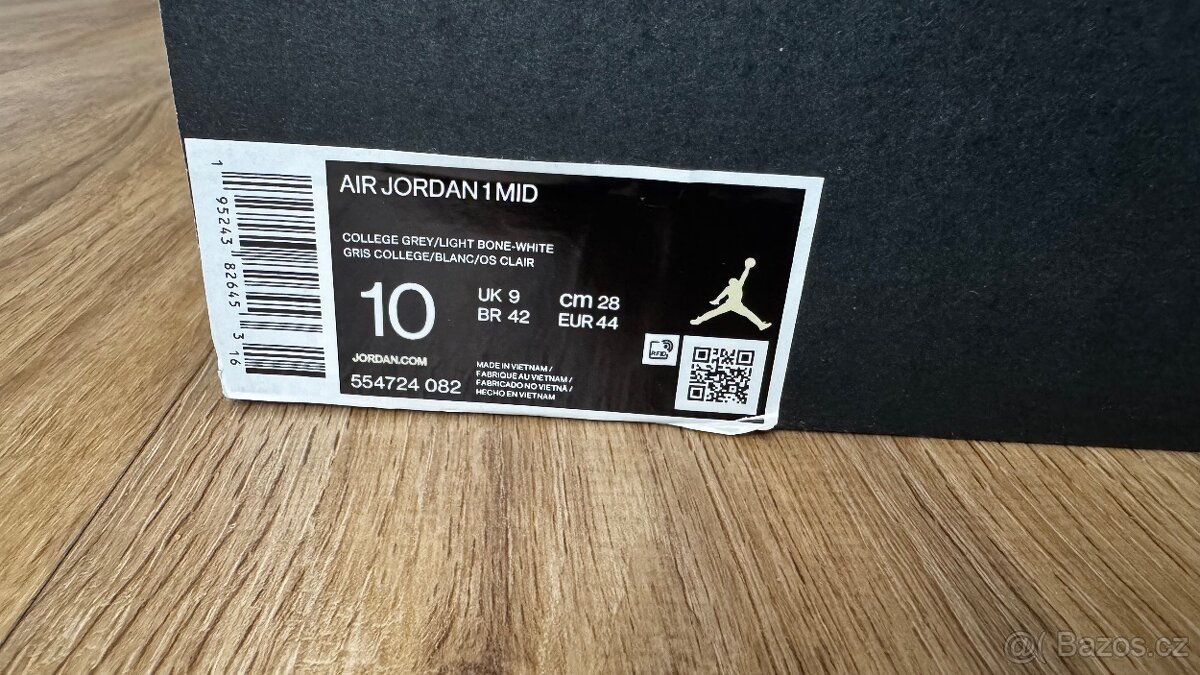 AIR JORDAN 1 MID
COLLEGE GREY/LIGHT BONE-WHITE
GRIS COLLEGE/BLANC/OS CLAIR
10
UK 9
cm 28
BR 42
EUR 44
JORDAN.COM
554724 082
MADE IN VIETNAM /
FABRIQUÉ AU VIETNAM /
FABRICADO NO VIETNÃ /
HECHO EN VIETNAM
RFID
1 95243 82645 3 16
@( Bazos.cz